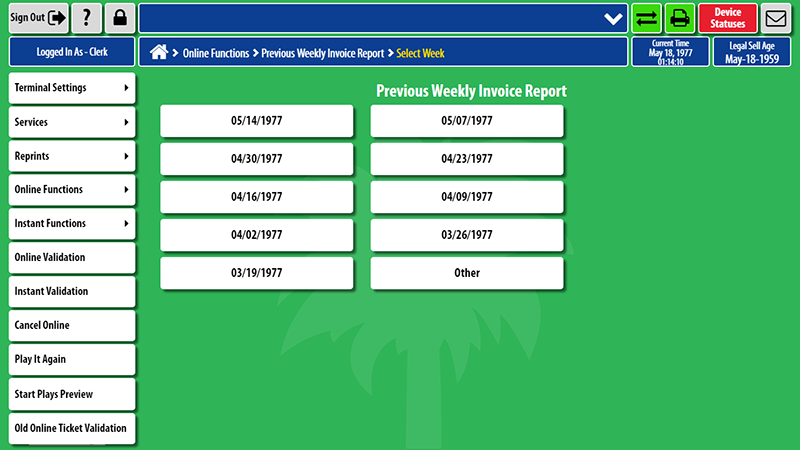 Sign Out
?
Device
Statuses
Logged In As - Clerk
Online Functions
Previous Weekly Invoice Report
Select Week
Current Time
May 18, 1977
01:14:10
Legal Sell Age
May-18-1959
Terminal Settings
Services
Reprints
Online Functions
Instant Functions
Online Validation
Instant Validation
Cancel Online
Play It Again
Start Plays Preview
Old Online Ticket Validation
Previous Weekly Invoice Report
05/14/1977
05/07/1977
04/30/1977
04/23/1977
04/16/1977
04/09/1977
04/02/1977
03/26/1977
03/19/1977
Other